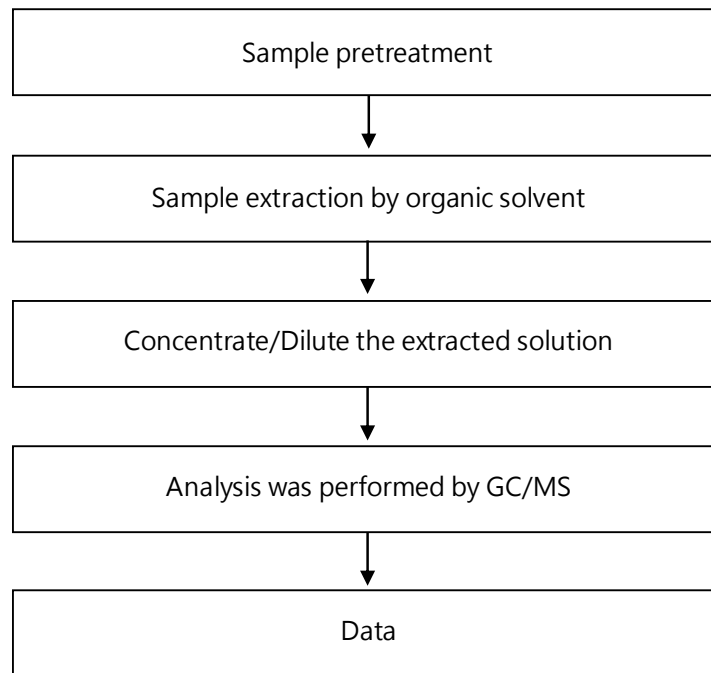 Sample pretreatment
Sample extraction by organic solvent
Concentrate/Dilute the extracted solution
Analysis was performed by GC/MS
Data